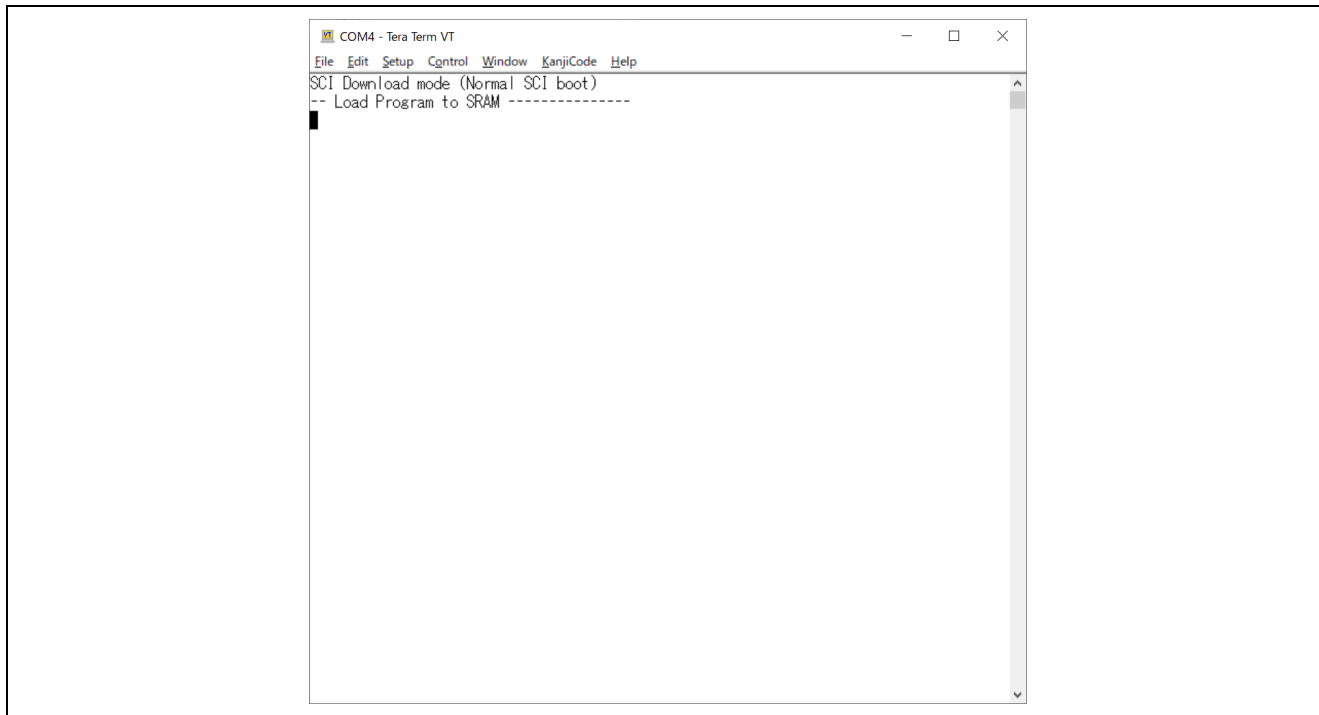 COM4 - Tera Term VT
File Edit Setup Control Window KanjiCode Help
SCI Download mode (Normal SCI boot)
-- Load Program to SRAM ---------------